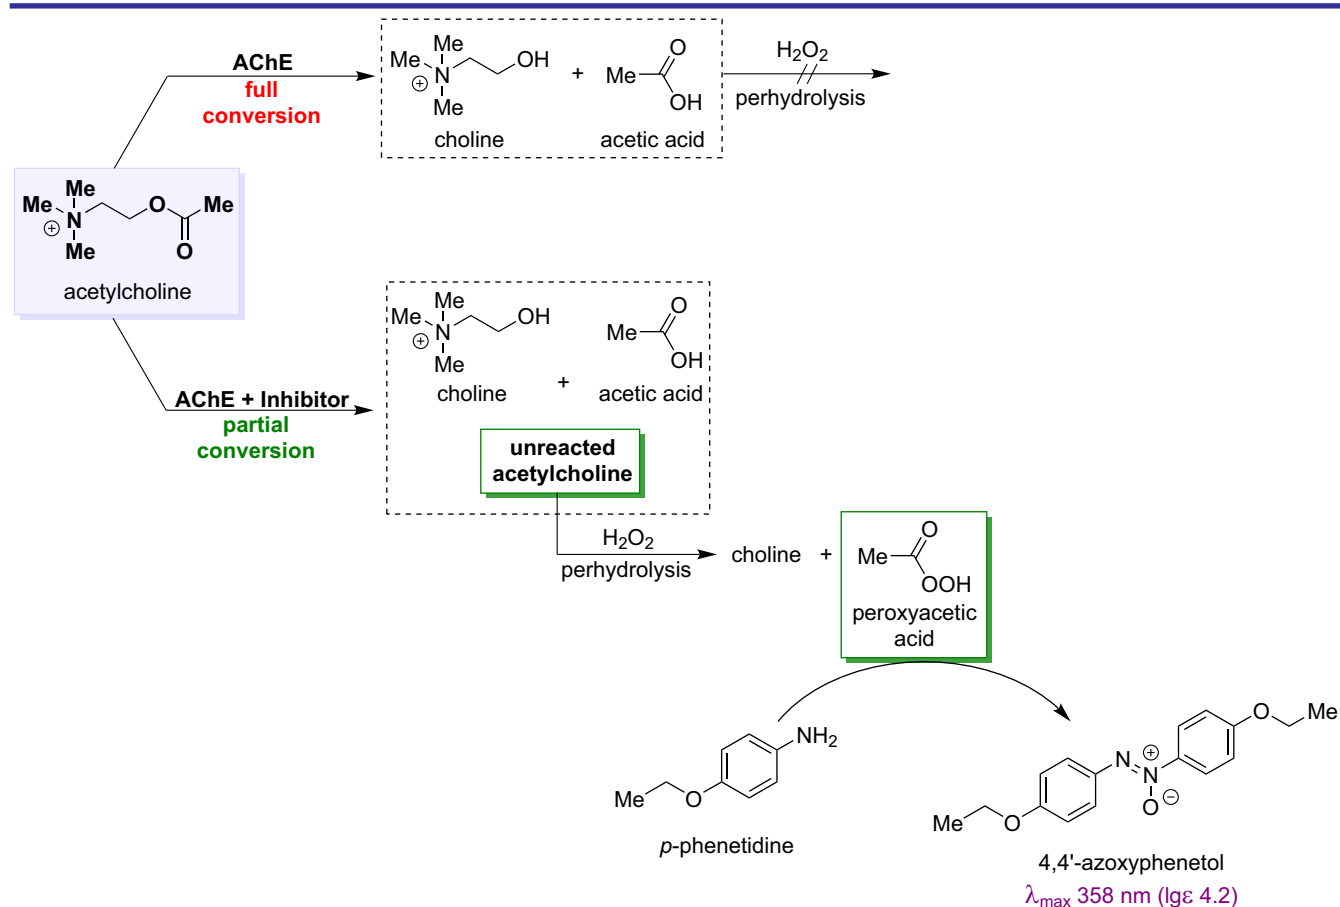 AChE
full
conversion
Me
Me
N
⊕
Me
OH
+
Me
O
OH
choline
acetic acid
H2O2
perhydrolysis
Me
Me
N
⊕
Me
O
Me
O
acetylcholine
AChE + Inhibitor
partial
conversion
Me
Me
N
⊕
Me
OH
Me
O
OH
choline
+
acetic acid
unreacted
acetylcholine
H2O2
perhydrolysis
choline
+
O
Me
OOH
peroxyacetic
acid
NH2
Me
O
p-phenetidine
Me
O
N
N
⊕
O
⊖
O
Me
4,4'-azoxyphenetol
λmax 358 nm (lgε 4.2)